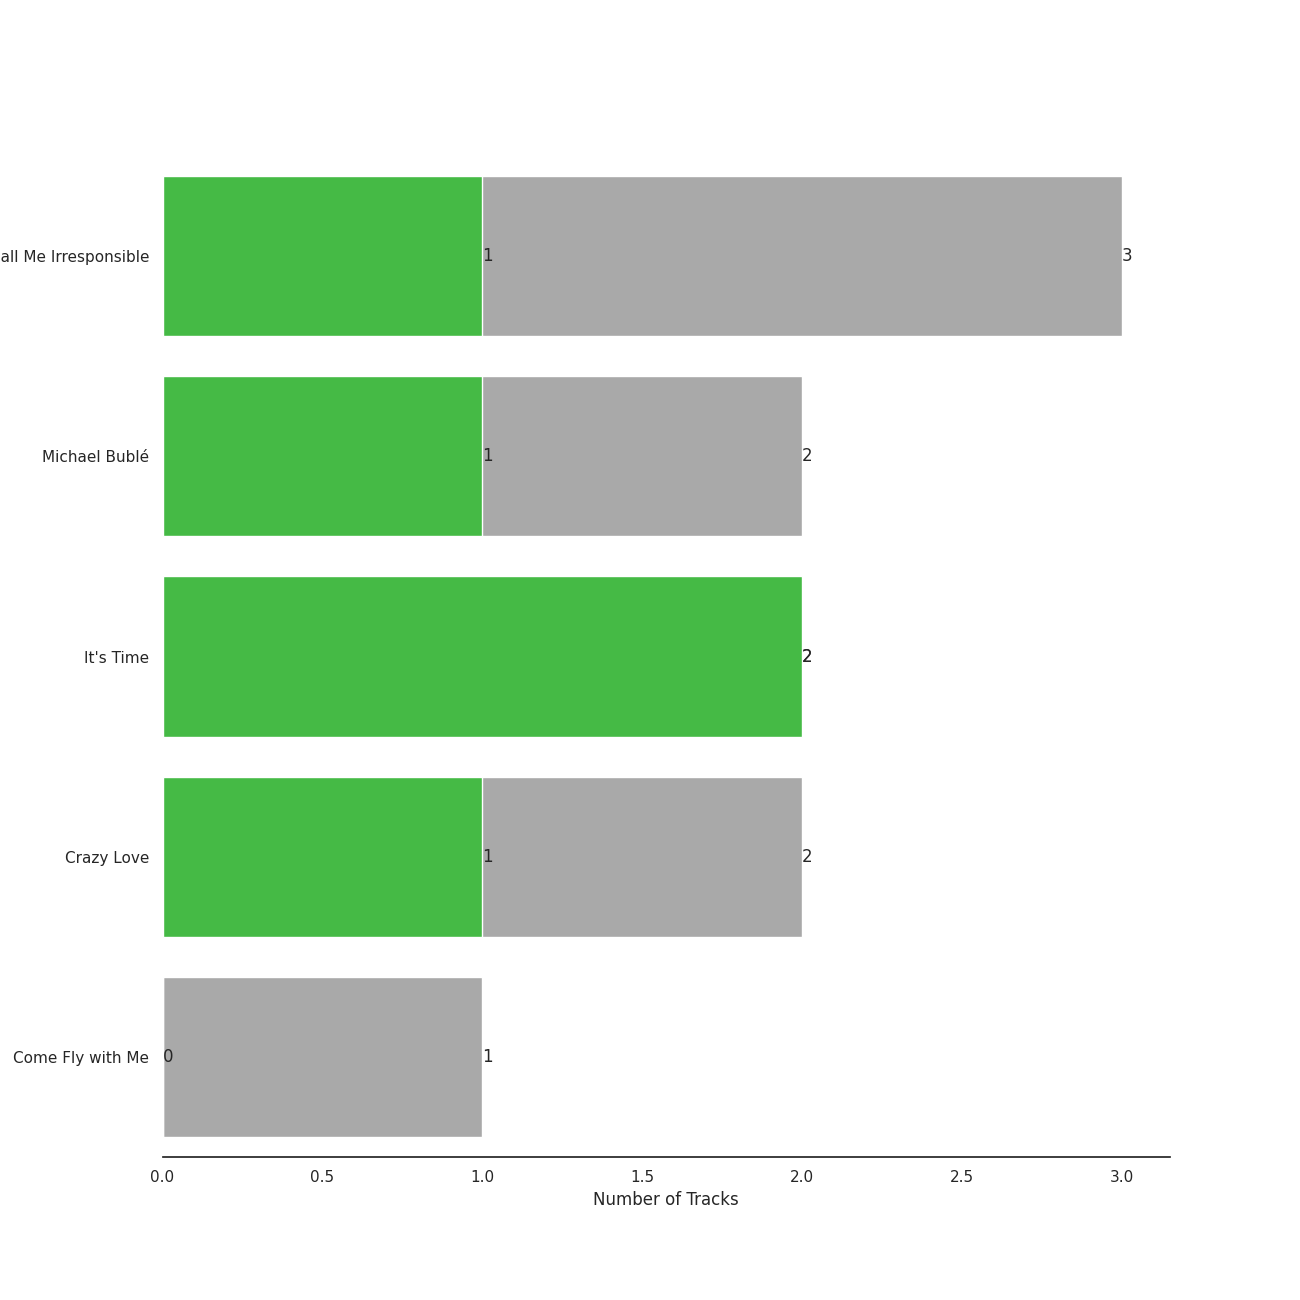 all Me Irresponsible 1 3
Michael Bublé 1 2
It's Time 2
Crazy Love 1 2
Come Fly with Me 0 1
0.0 0.5 1.0 1.5 2.0 2.5 3.0
Number of Tracks